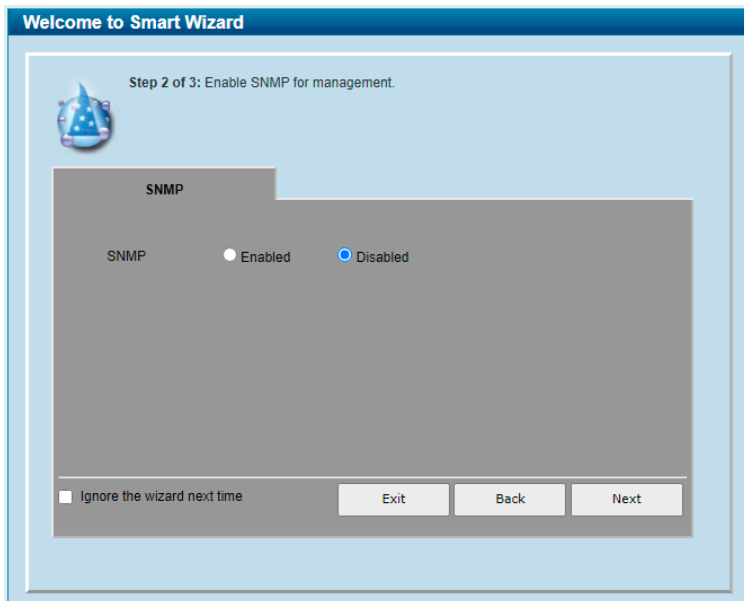 Welcome to Smart Wizard
Step 2 of 3: Enable SNMP for management.
SNMP
SNMP Enabled Disabled
Ignore the wizard next time Exit Back Next